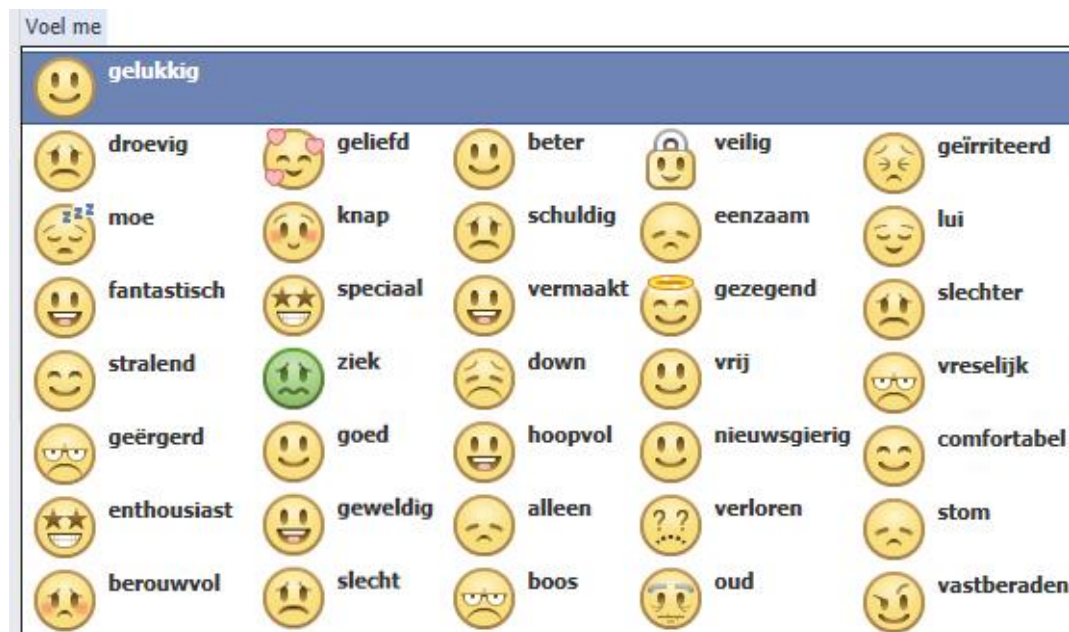 Voel me
gelukkig
droevig geliefd beter veilig geïrriteerd
zzz
moe knap schuldig eenzaam lui
fantastisch speciaal vermaakt gezegend slechter
stralend ziek down vrij vreselijk
geërgerd goed hoopvol nieuwsgierig comfortabel
enthousiast geweldig alleen verloren stom
? ?
berouwvol slecht boos oud vastberaden